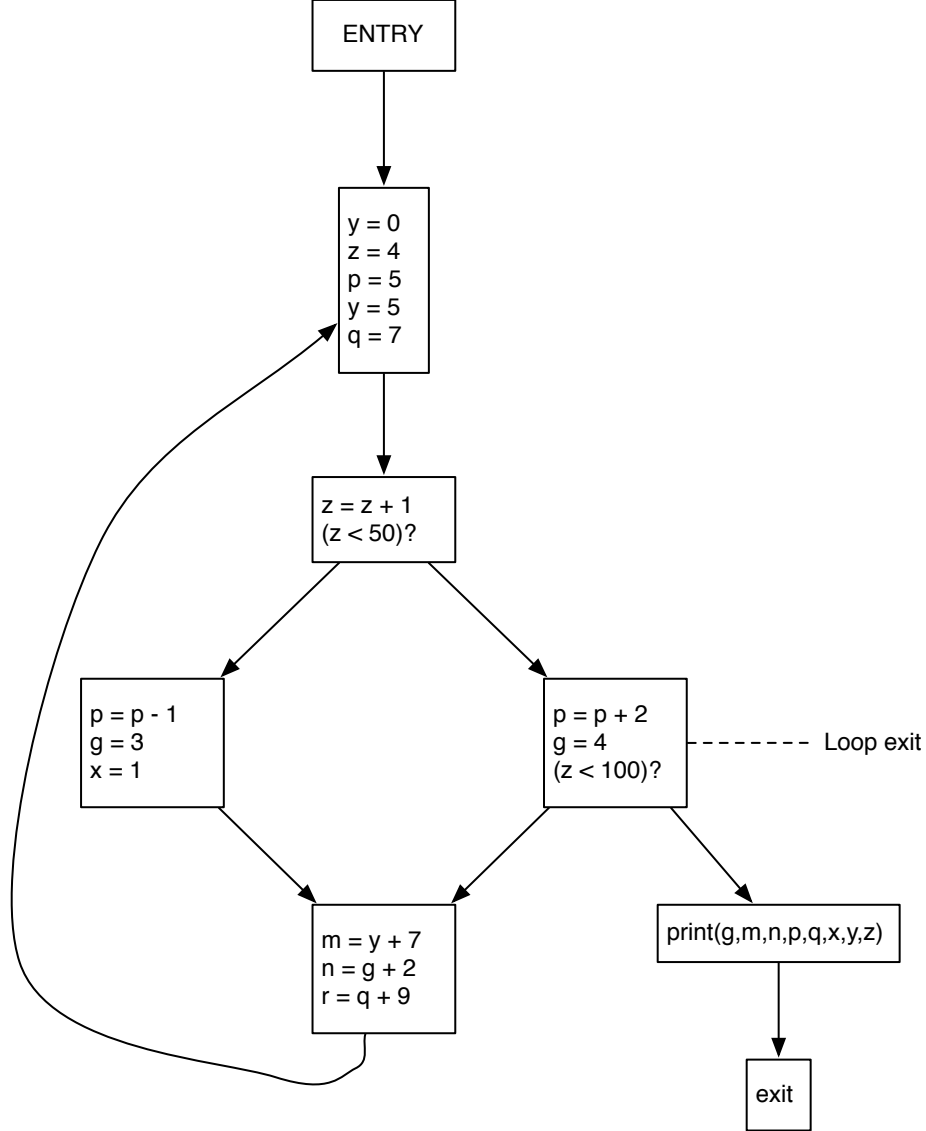 ENTRY
y = 0
z = 4
p = 5
y = 5
q = 7
z = z + 1
(z < 50)?
p = p - 1
g = 3
x = 1
p = p + 2
g = 4
(z < 100)?
Loop exit
m = y + 7
n = g + 2
r = q + 9
print(g,m,n,p,q,x,y,z)
exit